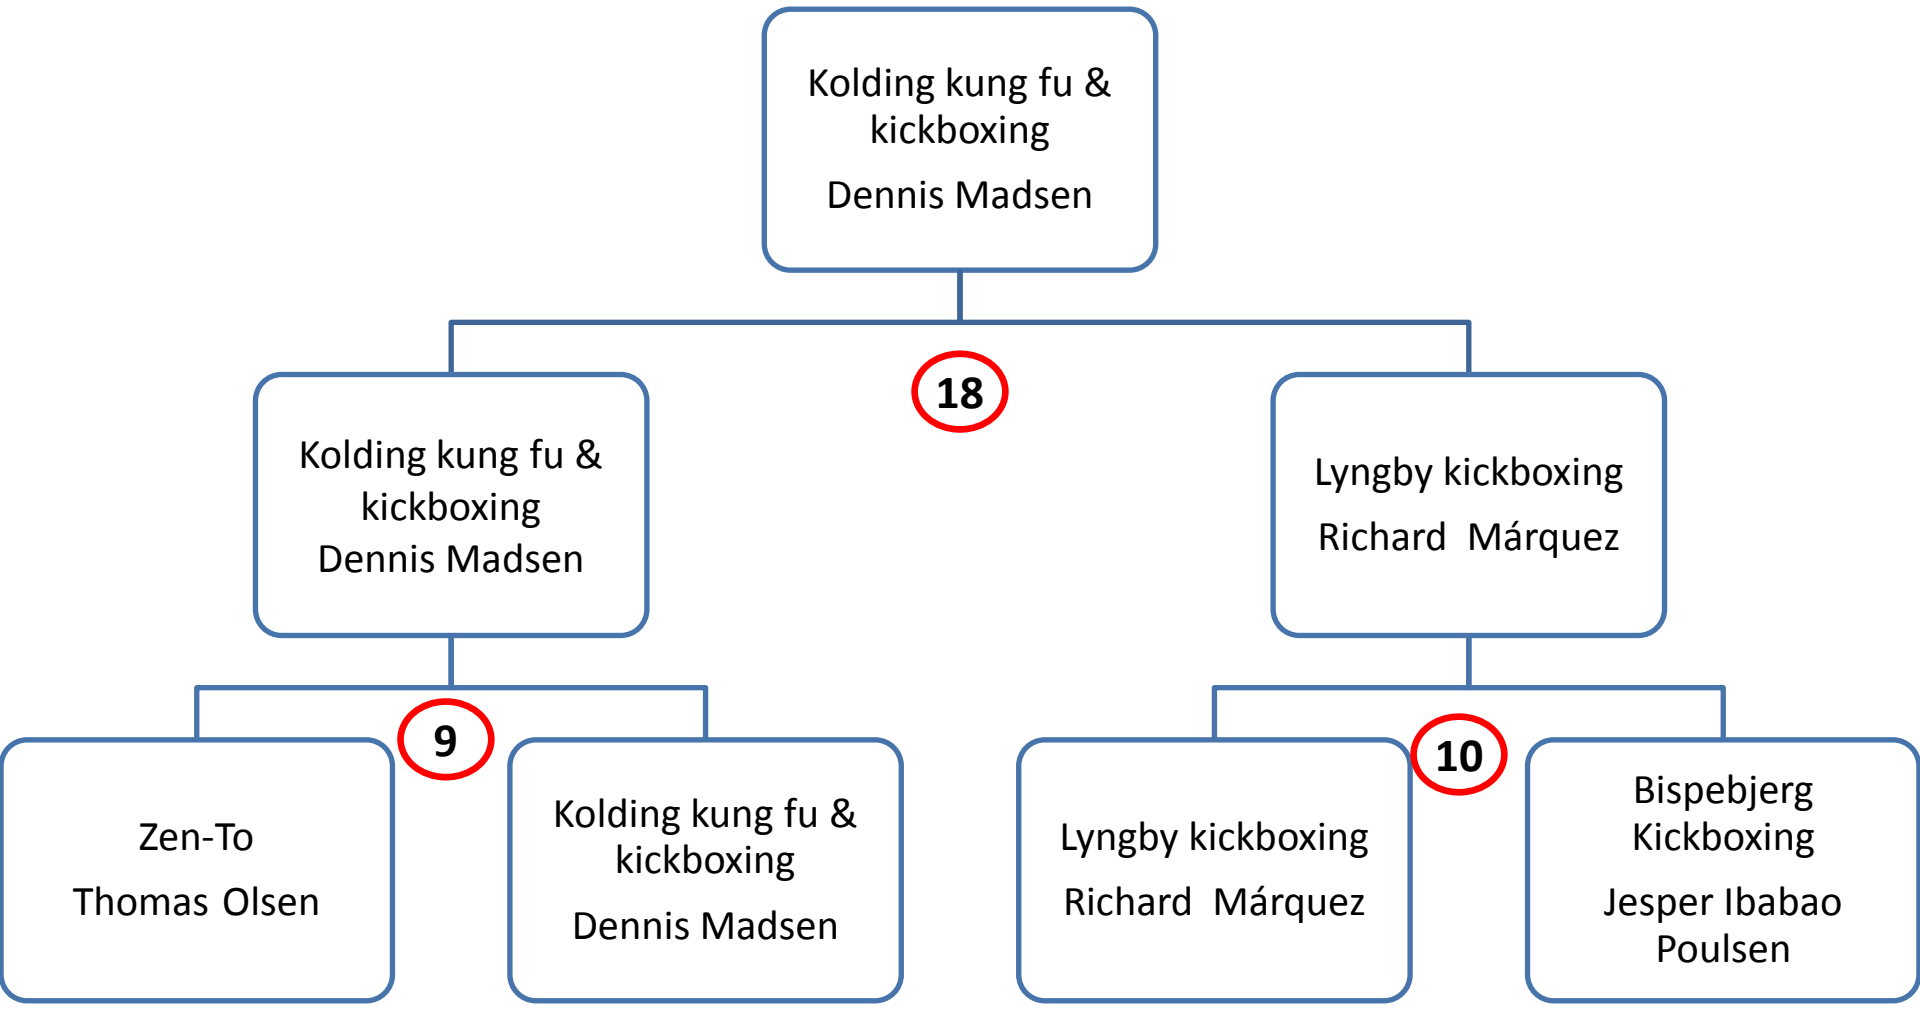 Kolding kung fu &
kickboxing
Dennis Madsen
18
Kolding kung fu &
kickboxing
Dennis Madsen
Lyngby kickboxing
Richard  Márquez
9
10
Zen-To
Thomas Olsen
Kolding kung fu &
kickboxing
Dennis Madsen
Lyngby kickboxing
Richard  Márquez
Bispebjerg
Kickboxing
Jesper Ibabao
Poulsen